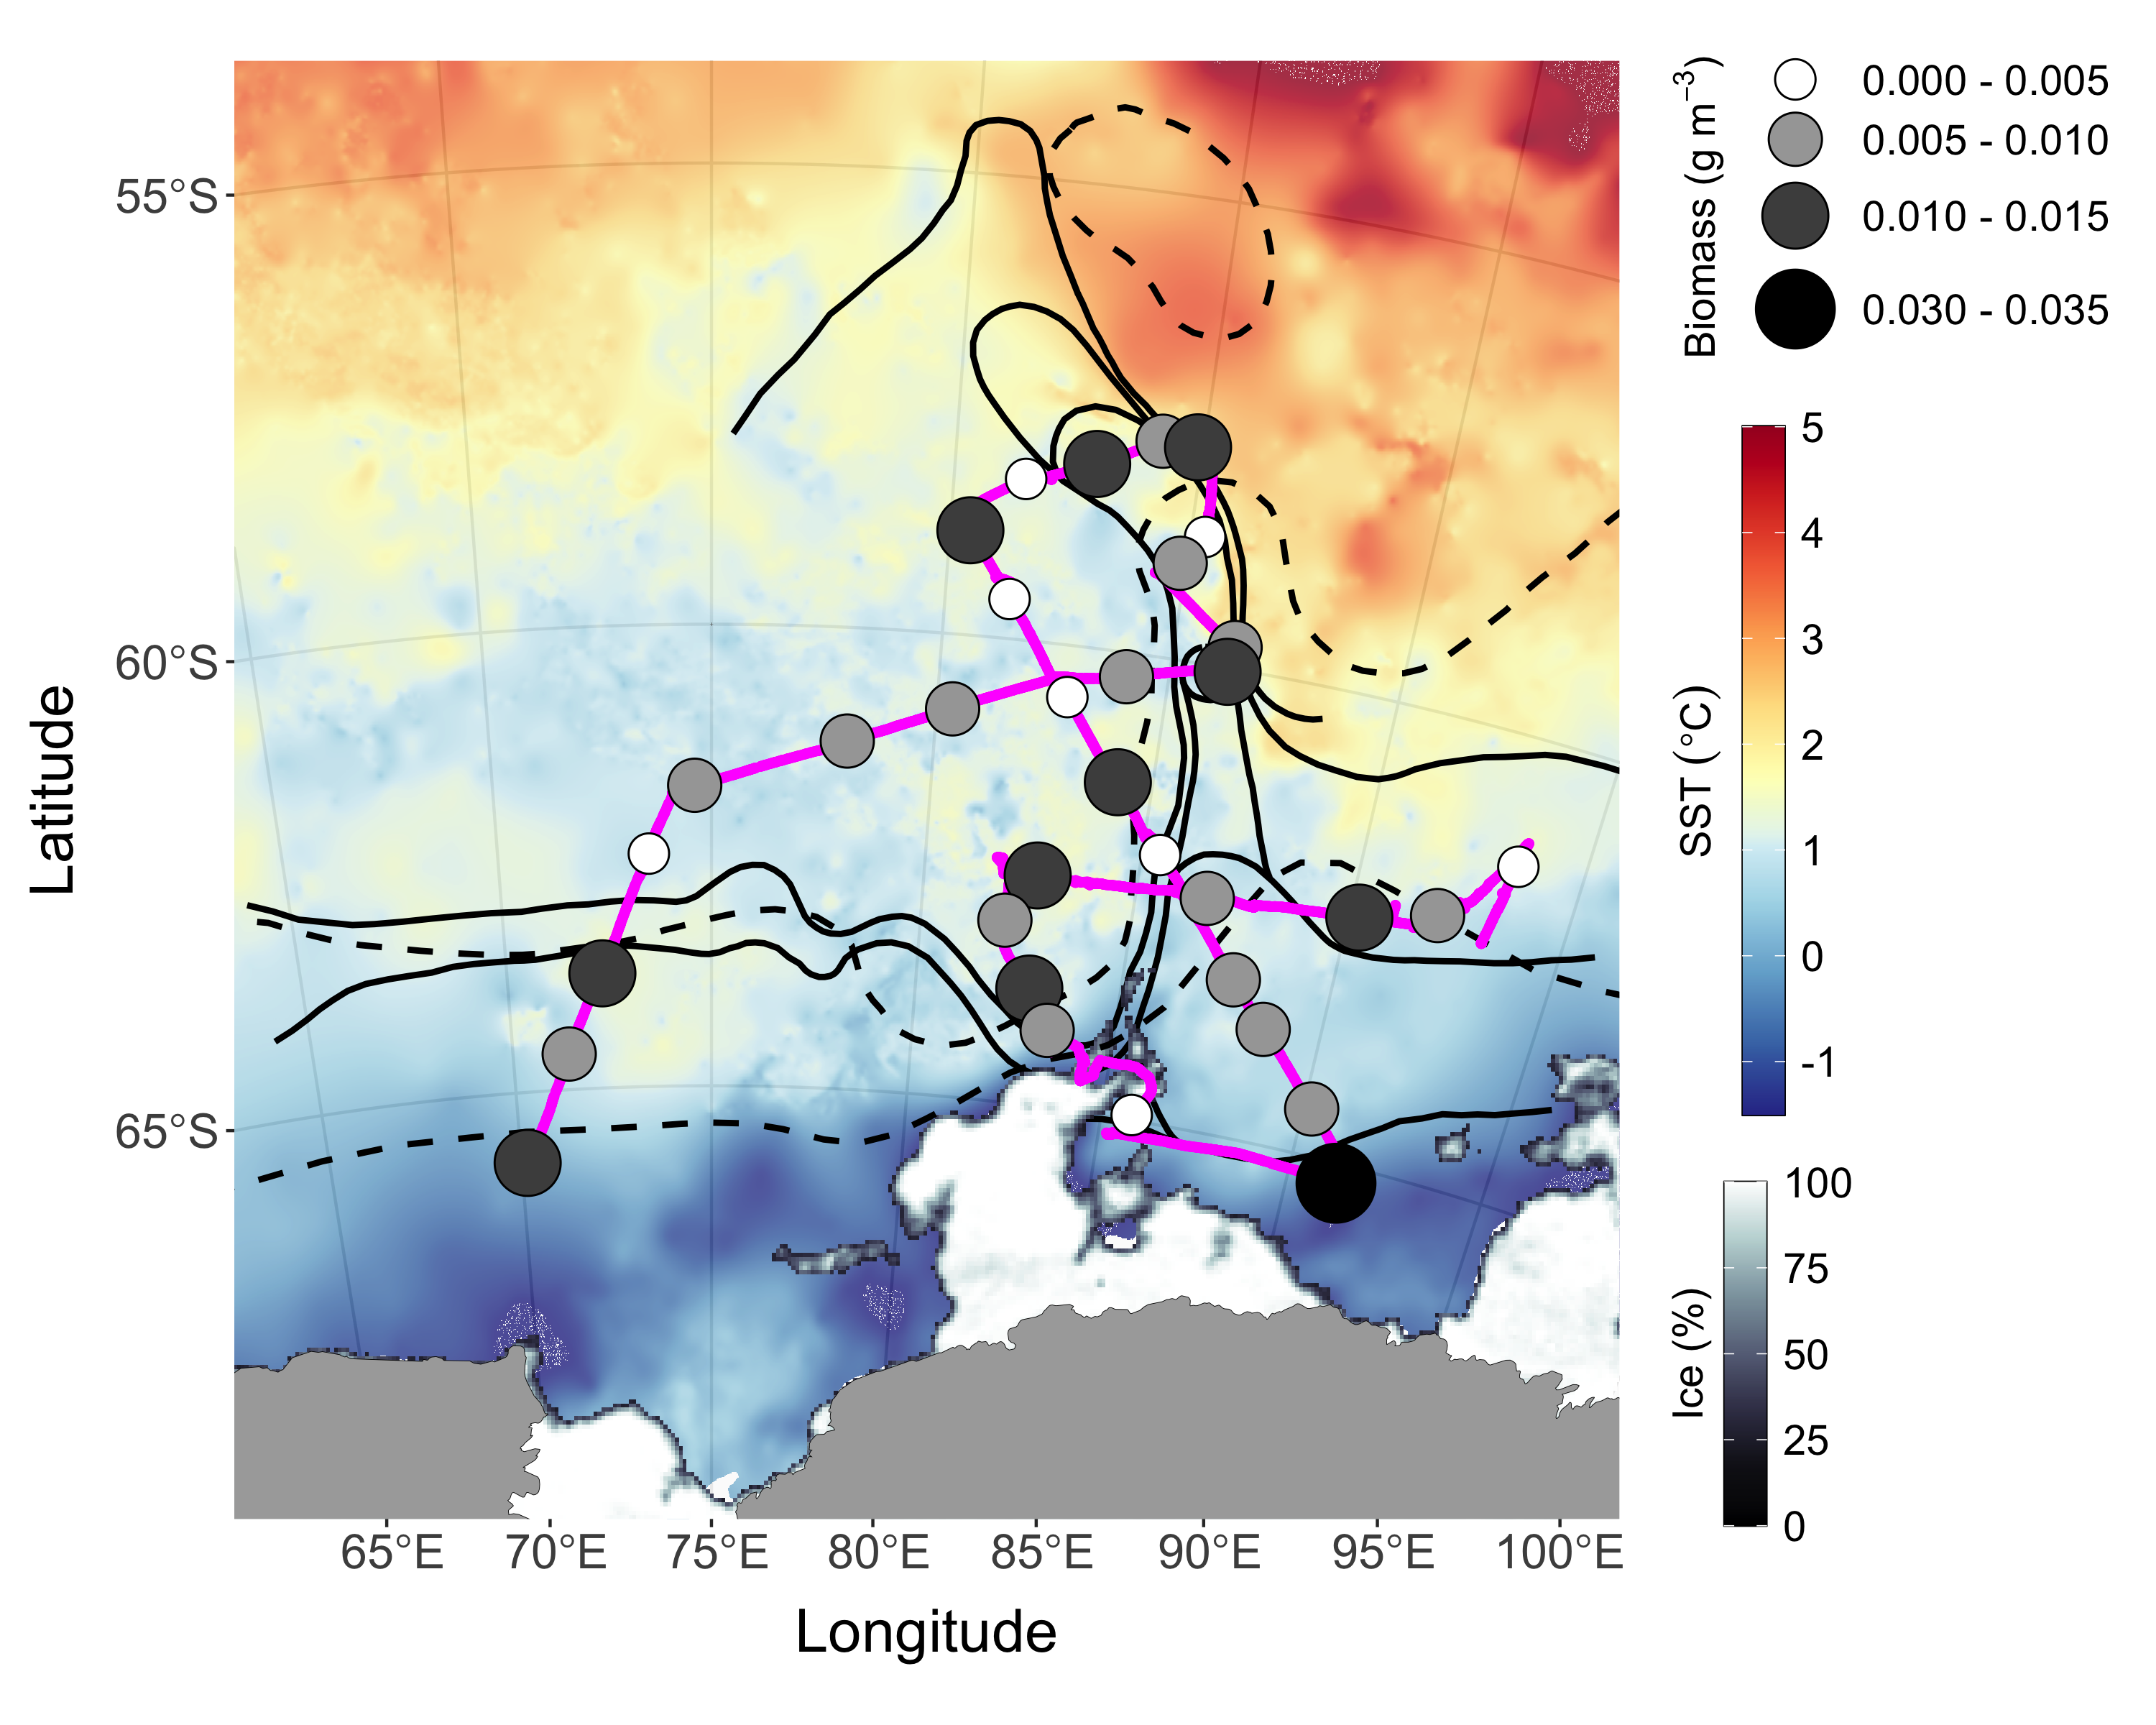 55°S
60°S
65°S
Latitude
65°E
70°E
75°E
80°E
85°E
90°E
95°E
100°E
Longitude
Biomass (g m⁻³)
0.000 - 0.005
0.005 - 0.010
0.010 - 0.015
0.030 - 0.035
SST (°C)
5
4
3
2
1
0
-1
Ice (%)
100
75
50
25
0